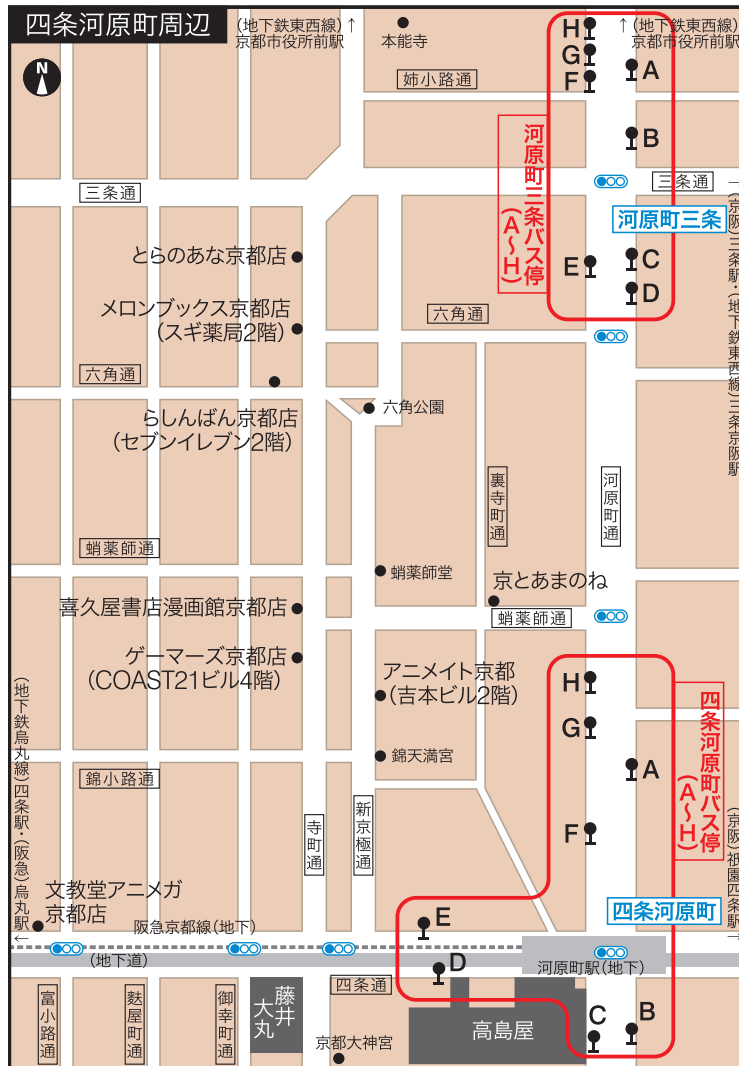 四条河原町周辺
(地下鉄東西線)↑
京都市役所前駅
本能寺
↑(地下鉄東西線)
京都市役所前駅
N
姉小路通
H
G
F
A
B
河原町三条バス停
(A〜H)
三条通
三条通
河原町三条
E
C
D
とらのあな京都店
メロンブックス京都店
(スギ薬局2階)
六角通
六角通
→(京阪)三条駅・(地下鉄東西線)三条京阪駅
らしんばん京都店
(セブンイレブン2階)
六角公園
裏寺町通
河原町通
蛸薬師通
蛸薬師堂
京とあまのね
喜久屋書店漫画館京都店
蛸薬師通
ゲーマーズ京都店
(COAST21ビル4階)
アニメイト京都
(吉本ビル2階)
H
G
A
F
四条河原町バス停
(A〜H)
(地下鉄烏丸線)四条駅・(阪急)烏丸駅←
錦天満宮
錦小路通
寺町通
新京極通
(京阪)祇園四条駅→
文教堂アニメガ
京都店
阪急京都線(地下)
E
四条河原町
(地下道)
D
河原町駅(地下)
四条通
富小路通
麩屋町通
御幸町通
藤井
大丸
京都大神宮
高島屋
C
B